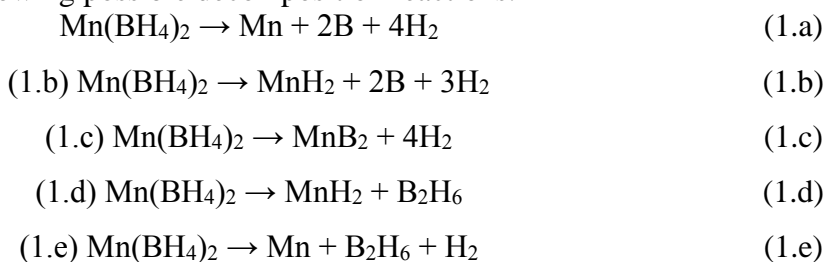 Mn(BH₄)₂ → Mn + 2B + 4H₂ (1.a)
(1.b) Mn(BH₄)₂ → MnH₂ + 2B + 3H₂ (1.b)
(1.c) Mn(BH₄)₂ → MnB₂ + 4H₂ (1.c)
(1.d) Mn(BH₄)₂ → MnH₂ + B₂H₆ (1.d)
(1.e) Mn(BH₄)₂ → Mn + B₂H₆ + H₂ (1.e)